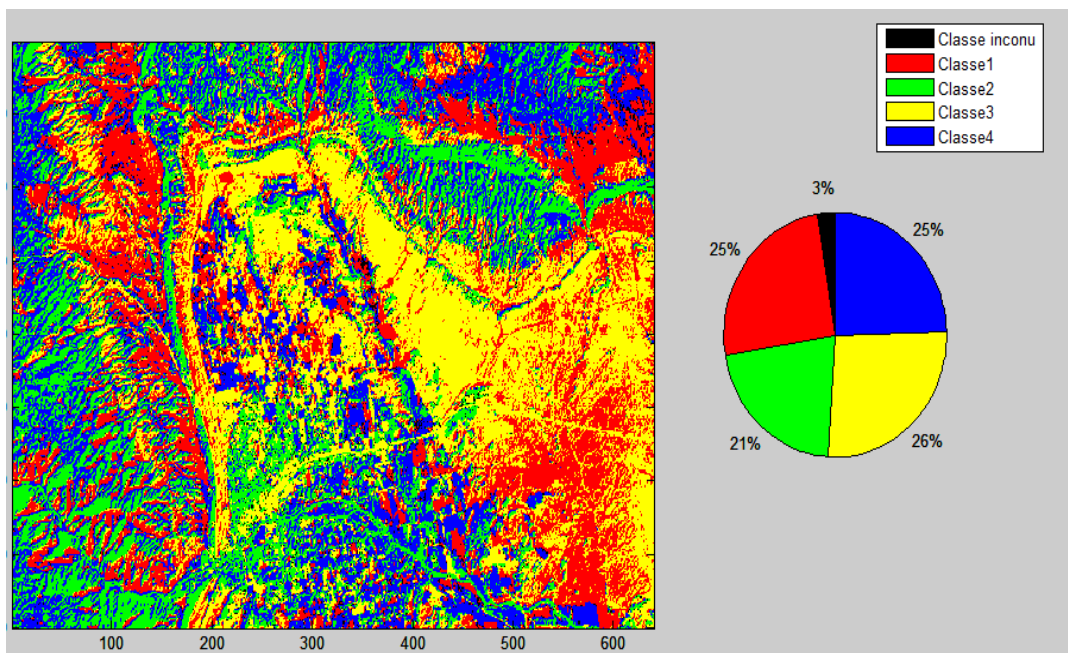 Classe inconu
Classe1
Classe2
Classe3
Classe4
3%
25%
25%
21%
26%
100 200 300 400 500 600